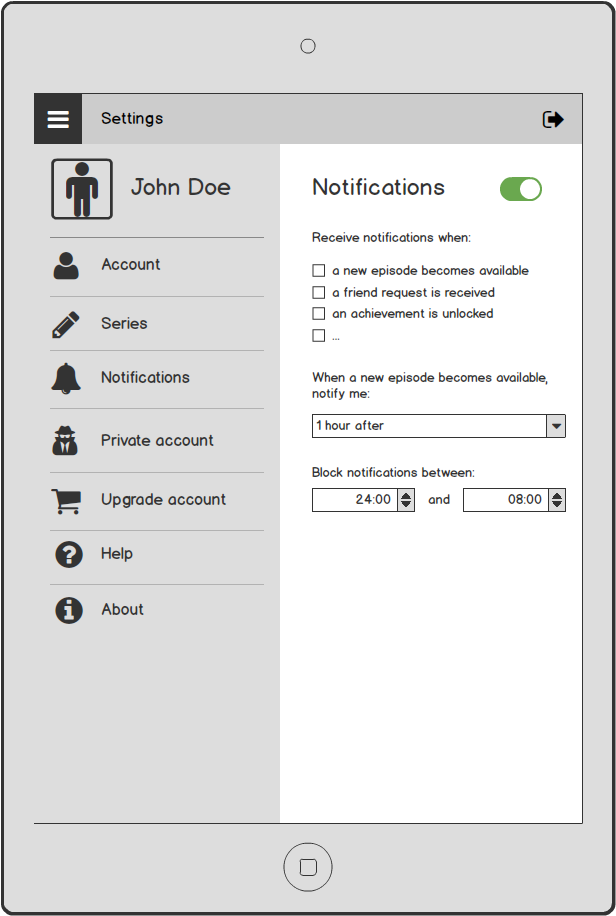 Settings
John Doe
Account
Series
Notifications
Private account
Upgrade account
Help
About
Notifications
Receive notifications when:
a new episode becomes available
a friend request is received
an achievement is unlocked
...
When a new episode becomes available,
notify me:
1 hour after
Block notifications between:
24:00 and 08:00